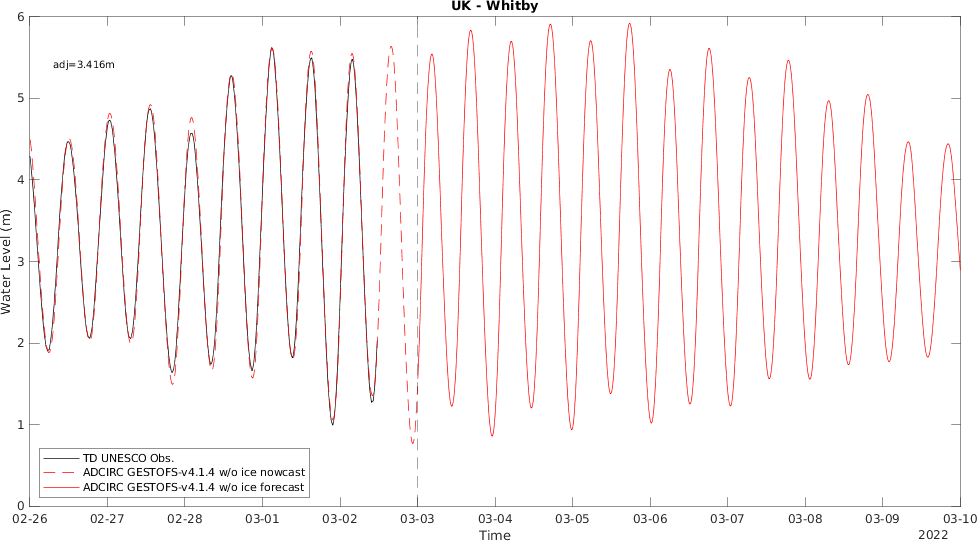 UK - Whitby
adj=3.416m
Water Level (m)
6
5
4
3
2
1
0
TD UNESCO Obs.
ADCIRC GESTOFS-v4.1.4 w/o ice nowcast
ADCIRC GESTOFS-v4.1.4 w/o ice forecast
02-26 02-27 02-28 03-01 03-02 03-03 03-04 03-05 03-06 03-07 03-08 03-09 03-10
Time
2022